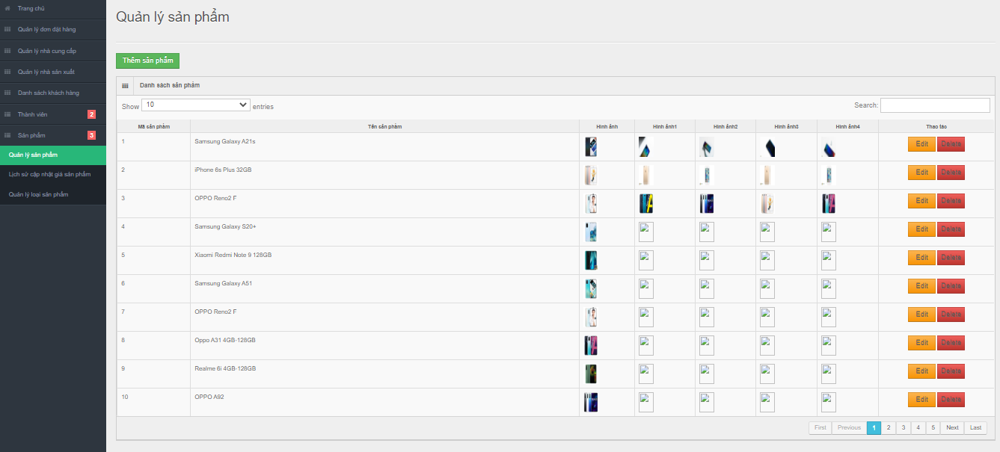 Trang chủ
Quản lý đơn đặt hàng
Quản lý nhà cung cấp
Quản lý nhà sản xuất
Danh sách khách hàng
Thành viên 2
Sản phẩm 3
Quản lý sản phẩm
Lịch sử cập nhật giá sản phẩm
Quản lý loại sản phẩm
Quản lý sản phẩm
Thêm sản phẩm
Danh sách sản phẩm
Show 10 entries Search:
Mã sản phẩm Tên sản phẩm Hình ảnh Hình ảnh1 Hình ảnh2 Hình ảnh3 Hình ảnh4 Thao táo
1 Samsung Galaxy A21s Edit Delete
2 iPhone 6s Plus 32GB Edit Delete
3 OPPO Reno2 F Edit Delete
4 Samsung Galaxy S20+ Edit Delete
5 Xiaomi Redmi Note 9 128GB Edit Delete
6 Samsung Galaxy A51 Edit Delete
7 OPPO Reno2 F Edit Delete
8 Oppo A31 4GB-128GB Edit Delete
9 Realme 6i 4GB-128GB Edit Delete
10 OPPO A92 Edit Delete
First Previous 1 2 3 4 5 Next Last